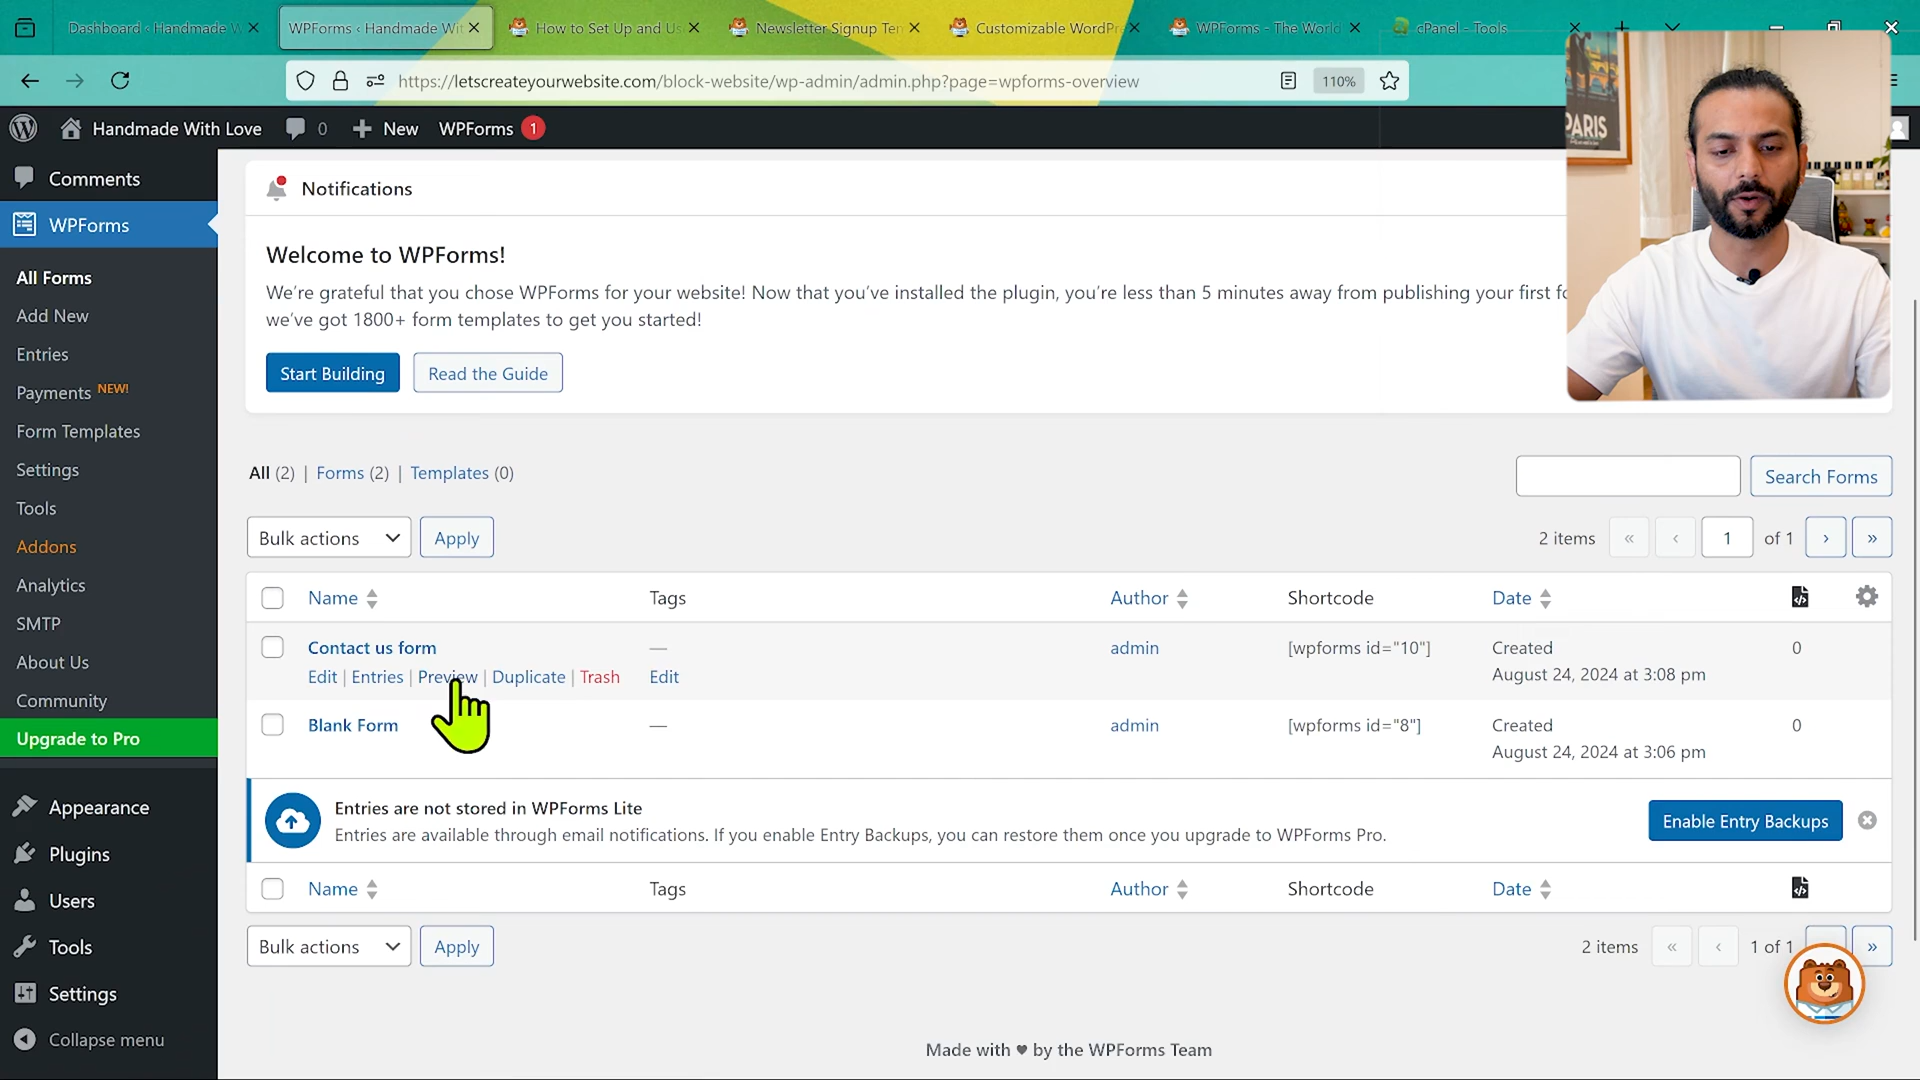 Dashboard ‹ Handmade W
WPForms ‹ Handmade Wit
How to Set Up and Us
Newsletter Signup Tem
Customizable WordPr
WPForms - The World
cPanel - Tools
https://letscreateyourwebsite.com/block-website/wp-admin/admin.php?page=wpforms-overview
110%
Handmade With Love
0
New
WPForms 1
PARIS
Comments
WPForms
All Forms
Add New
Entries
Payments NEW!
Form Templates
Settings
Tools
Addons
Analytics
SMTP
About Us
Community
Upgrade to Pro
Appearance
Plugins
Users
Tools
Settings
Collapse menu
Notifications
Welcome to WPForms!
We're grateful that you chose WPForms for your website! Now that you've installed the plugin, you're less than 5 minutes away from publishing your first fo
we've got 1800+ form templates to get you started!
Start Building
Read the Guide
All (2) | Forms (2) | Templates (0)
Search Forms
Bulk actions
Apply
2 items « ‹ 1 of 1 › »
Name Tags Author Shortcode Date
Contact us form — admin [wpforms id="10"] Created 0
Edit | Entries | Preview | Duplicate | Trash Edit August 24, 2024 at 3:08 pm
Blank Form — admin [wpforms id="8"] Created 0
August 24, 2024 at 3:06 pm
Entries are not stored in WPForms Lite
Entries are available through email notifications. If you enable Entry Backups, you can restore them once you upgrade to WPForms Pro.
Enable Entry Backups
Name Tags Author Shortcode Date
Bulk actions
Apply
2 items « ‹ 1 of 1 »
Made with ♥ by the WPForms Team